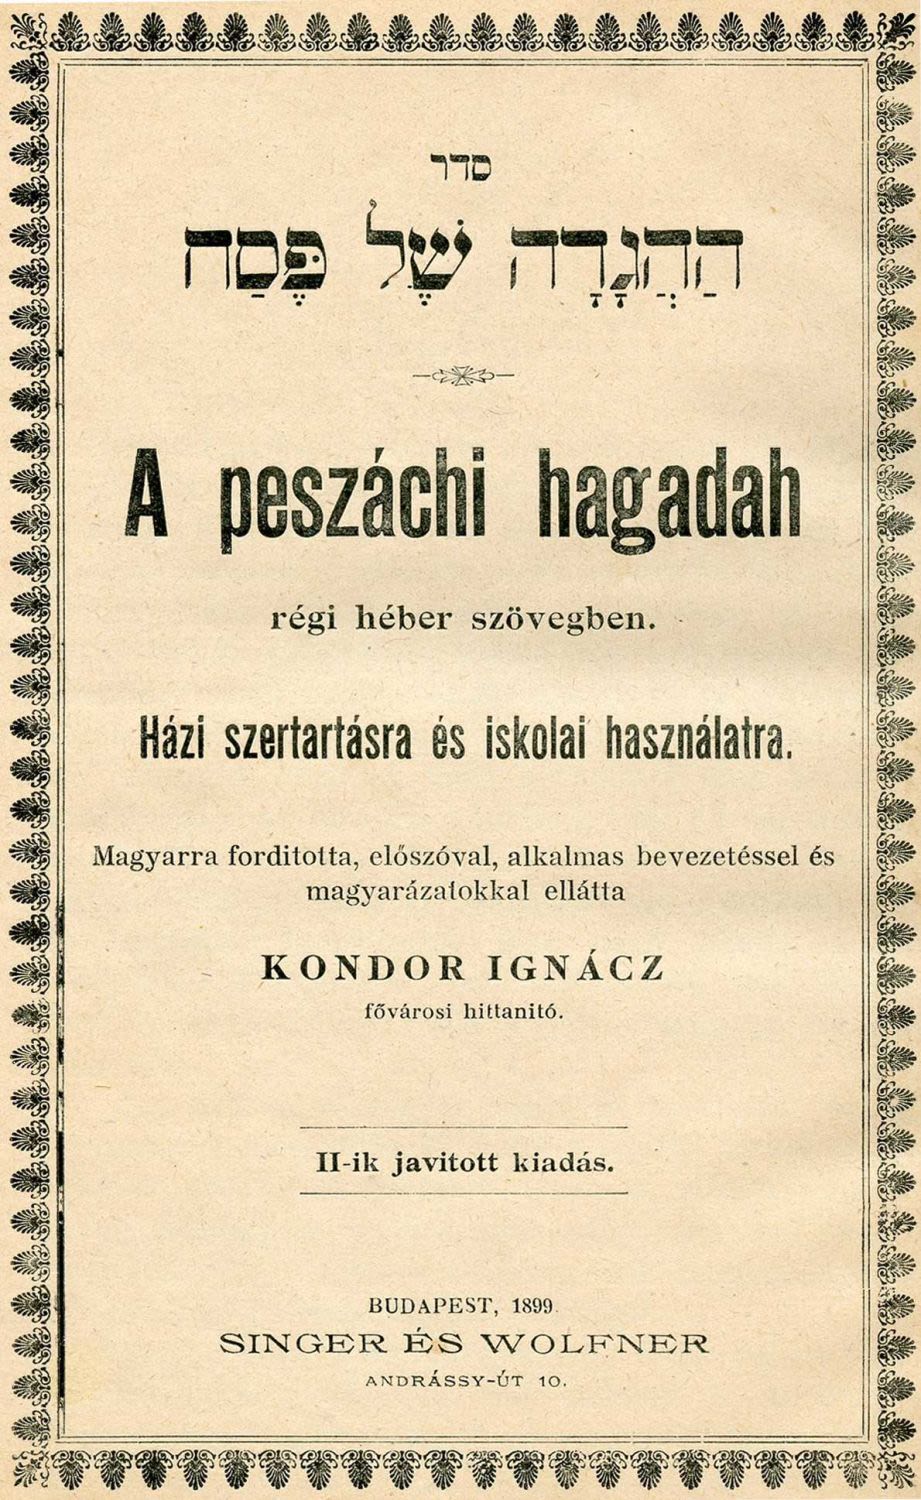 סדר
הַהֲגָּדָה שֶׁל פֶּסַח
A peszáchi hagadah
régi héber szövegben.
Házi szertartásra és iskolai használatra.
Magyarra forditotta, előszóval, alkalmas bevezetéssel és
magyarázatokkal ellátta
KONDOR IGNÁCZ
fővárosi hittanitó.
II-ik javitott kiadás.
BUDAPEST, 1899.
SINGER ÉS WOLFNER
ANDRÁSSY-ÚT 10.